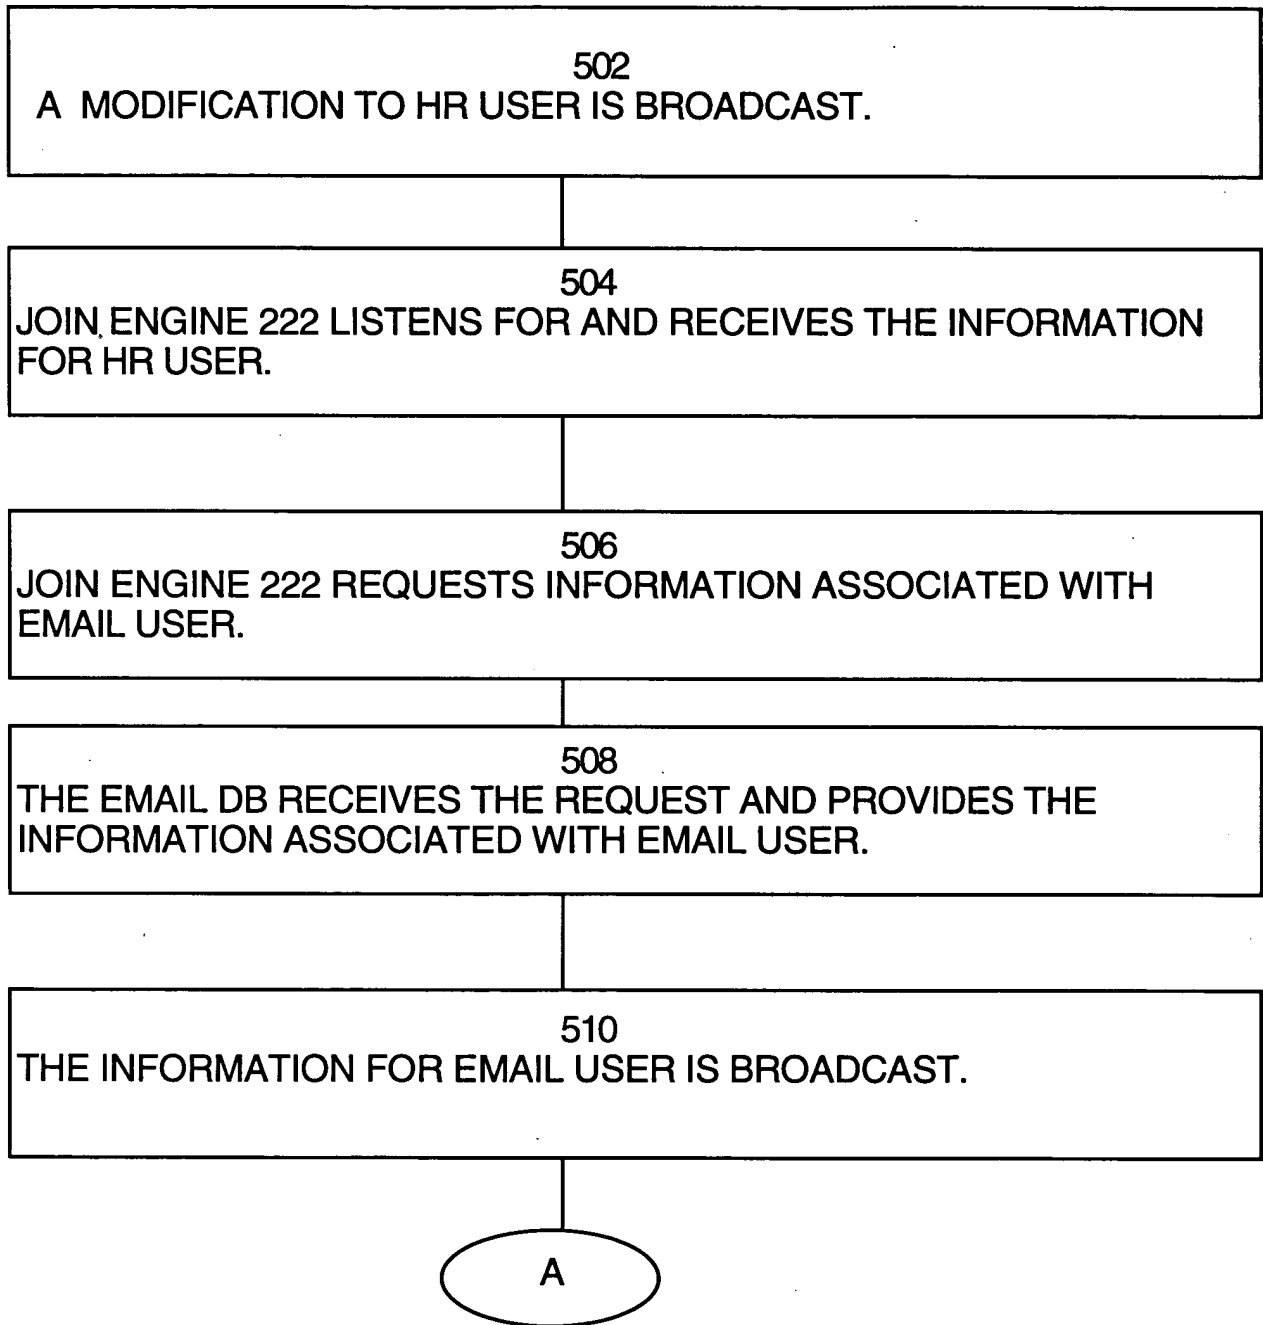 502
A MODIFICATION TO HR USER IS BROADCAST.
504
JOIN ENGINE 222 LISTENS FOR AND RECEIVES THE INFORMATION
FOR HR USER.
506
JOIN ENGINE 222 REQUESTS INFORMATION ASSOCIATED WITH
EMAIL USER.
508
THE EMAIL DB RECEIVES THE REQUEST AND PROVIDES THE
INFORMATION ASSOCIATED WITH EMAIL USER.
510
THE INFORMATION FOR EMAIL USER IS BROADCAST.
A